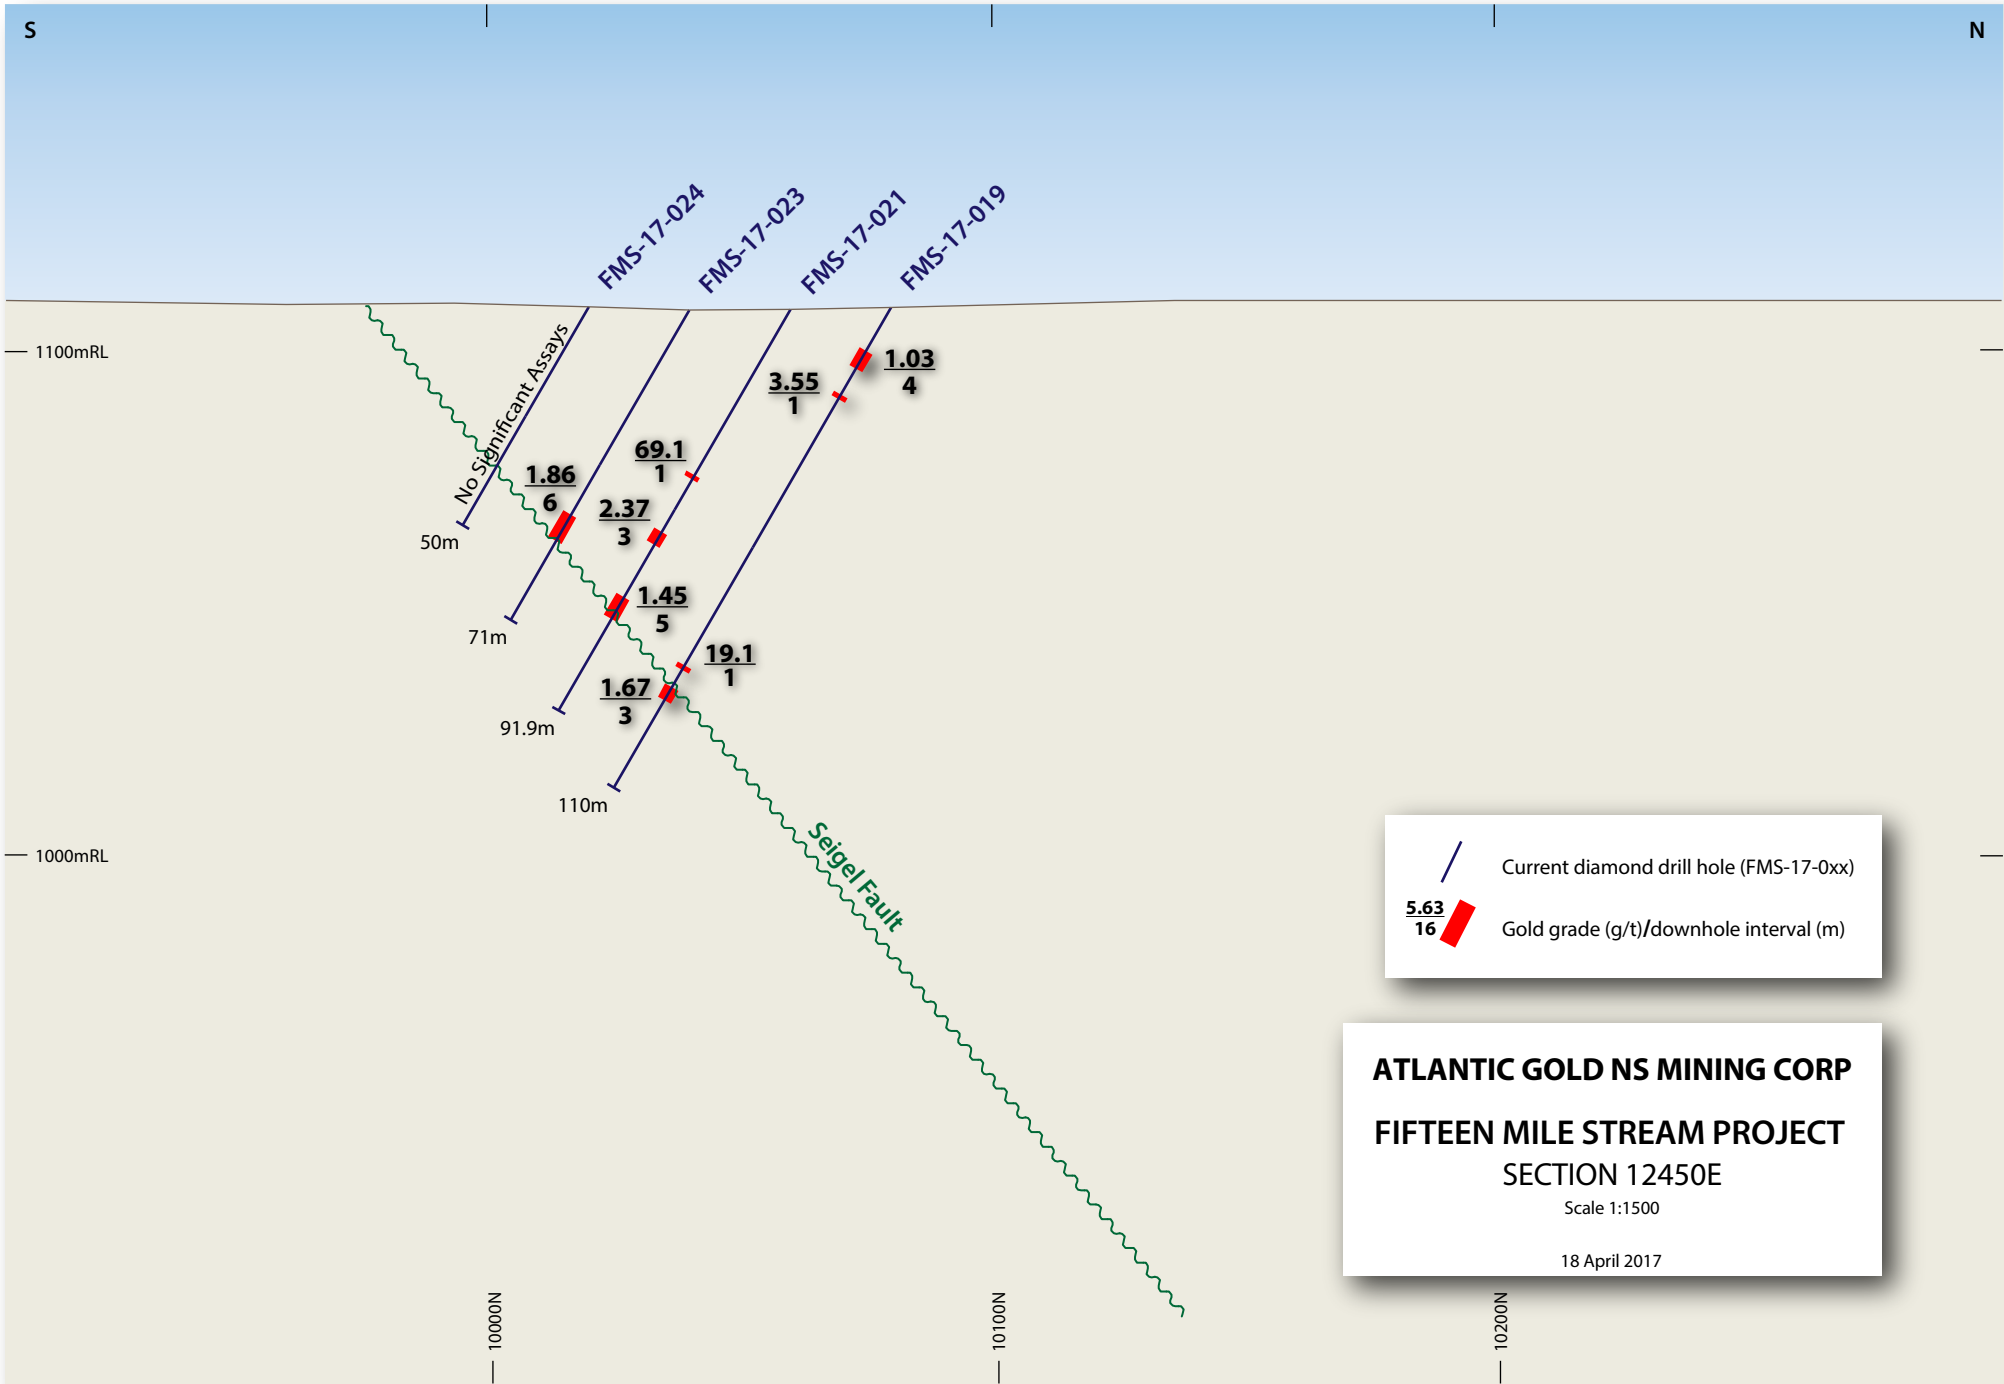 S
N
FMS-17-024
FMS-17-023
FMS-17-021
FMS-17-019
1100mRL
No Significant Assays
1.03
4
3.55
1
69.1
1
1.86
6
2.37
3
50m
1.45
5
71m
19.1
1
1.67
3
91.9m
110m
Seigel Fault
1000mRL
Current diamond drill hole (FMS-17-0xx)
5.63
16
Gold grade (g/t)/downhole interval (m)
ATLANTIC GOLD NS MINING CORP
FIFTEEN MILE STREAM PROJECT
SECTION 12450E
Scale 1:1500
18 April 2017
10000N
10100N
10200N